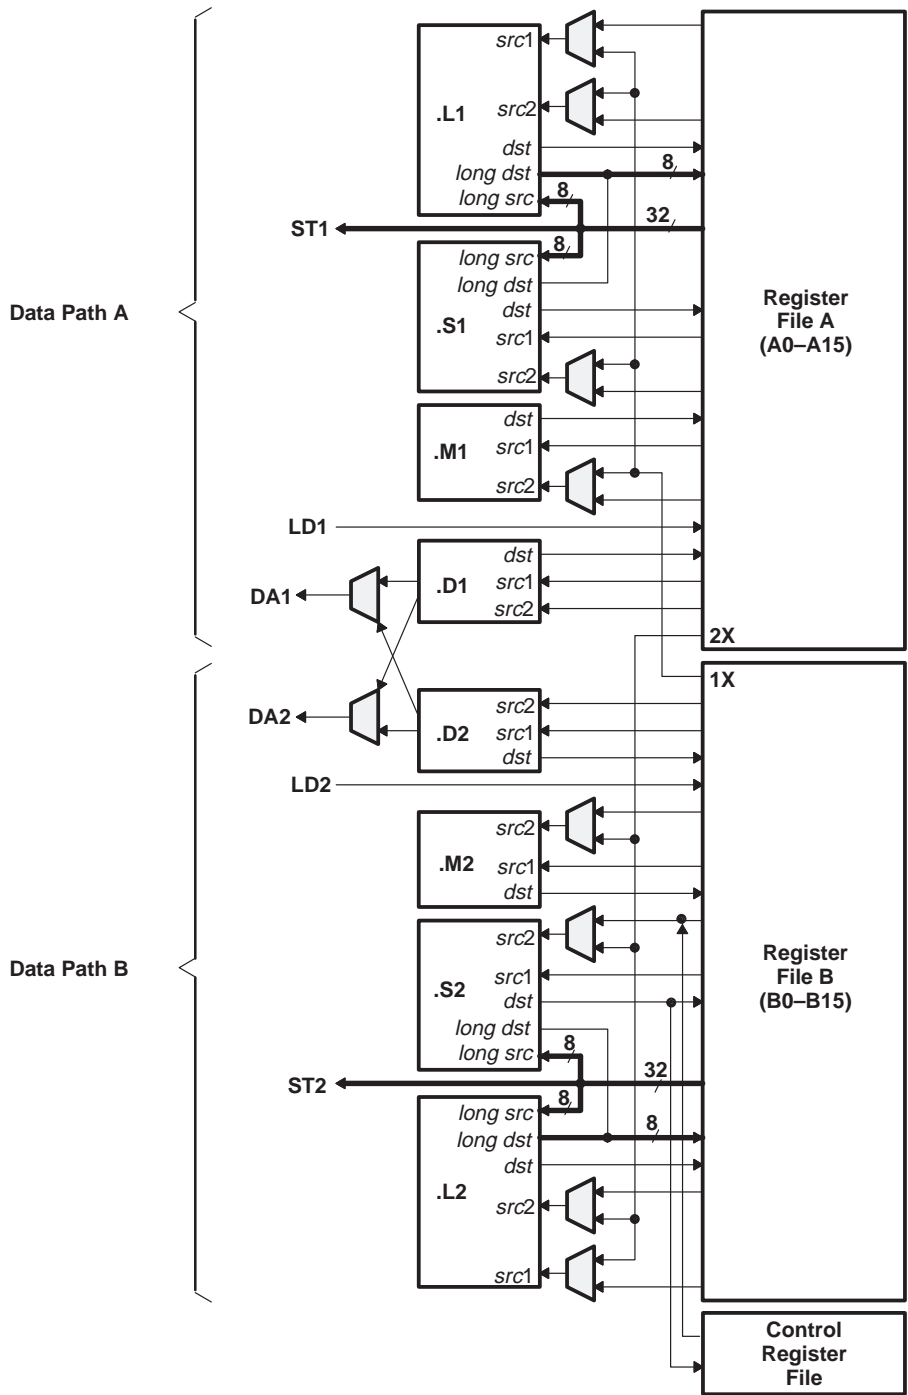 src1
.L1
src2
dst
long dst
8
long src
8
ST1
32
8
long src
long dst
dst
.S1
src1
src2
Data Path A
Register
File A
(A0–A15)
dst
.M1
src1
src2
LD1
dst
.D1
src1
DA1
src2
2X
1X
src2
DA2
.D2
src1
dst
LD2
src2
.M2
src1
dst
src2
.S2
src1
dst
long dst
long src
8
Data Path B
Register
File B
(B0–B15)
ST2
32
8
long src
long dst
8
dst
.L2
src2
src1
Control
Register
File